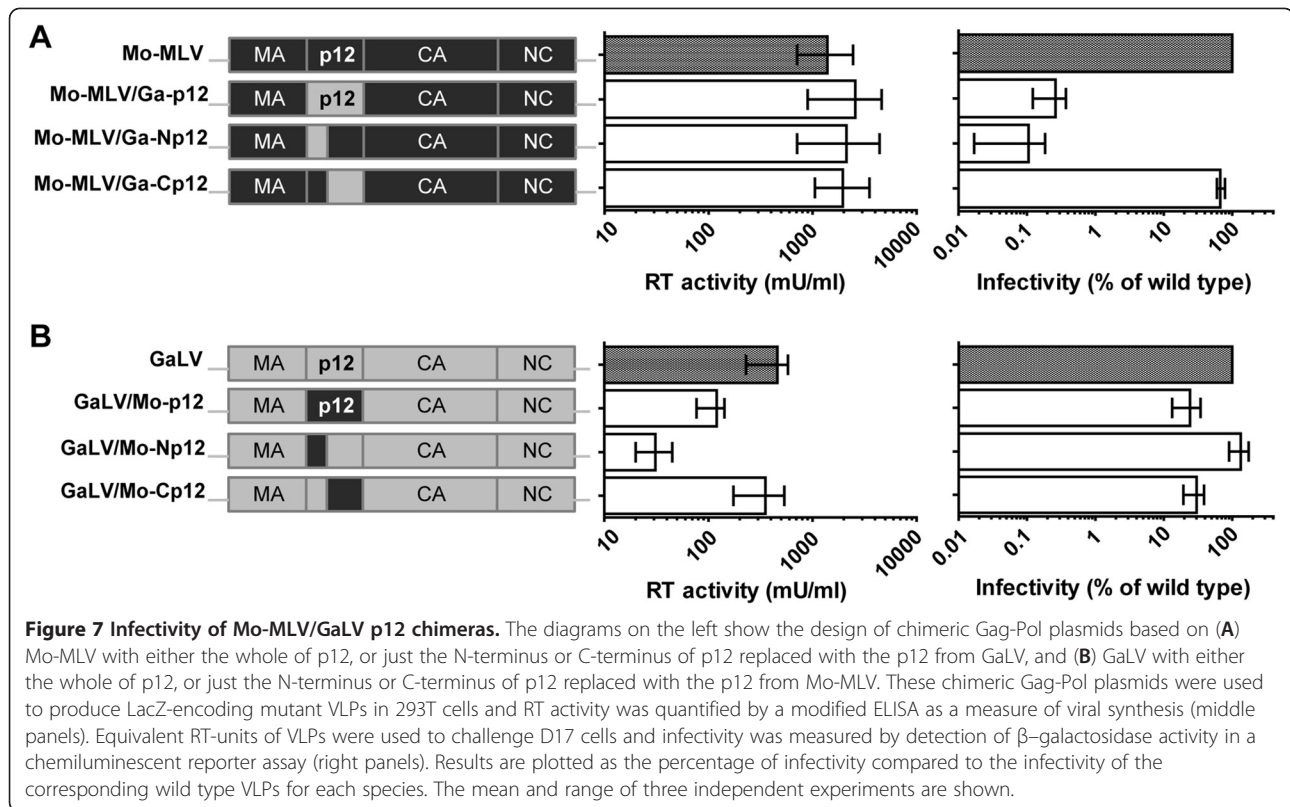 A
Mo-MLV MA p12 CA NC
Mo-MLV/Ga-p12 MA p12 CA NC
Mo-MLV/Ga-Np12 MA CA NC
Mo-MLV/Ga-Cp12 MA CA NC
10 100 1000 10000
RT activity (mU/ml)
0.01 0.1 1 10 100
Infectivity (% of wild type)
B
GaLV MA p12 CA NC
GaLV/Mo-p12 MA p12 CA NC
GaLV/Mo-Np12 MA CA NC
GaLV/Mo-Cp12 MA CA NC
10 100 1000 10000
RT activity (mU/ml)
0.01 0.1 1 10 100
Infectivity (% of wild type)
Figure 7 Infectivity of Mo-MLV/GaLV p12 chimeras. The diagrams on the left show the design of chimeric Gag-Pol plasmids based on (A)
Mo-MLV with either the whole of p12, or just the N-terminus or C-terminus of p12 replaced with the p12 from GaLV, and (B) GaLV with either
the whole of p12, or just the N-terminus or C-terminus of p12 replaced with the p12 from Mo-MLV. These chimeric Gag-Pol plasmids were used
to produce LacZ-encoding mutant VLPs in 293T cells and RT activity was quantified by a modified ELISA as a measure of viral synthesis (middle
panels). Equivalent RT-units of VLPs were used to challenge D17 cells and infectivity was measured by detection of β–galactosidase activity in a
chemiluminescent reporter assay (right panels). Results are plotted as the percentage of infectivity compared to the infectivity of the
corresponding wild type VLPs for each species. The mean and range of three independent experiments are shown.